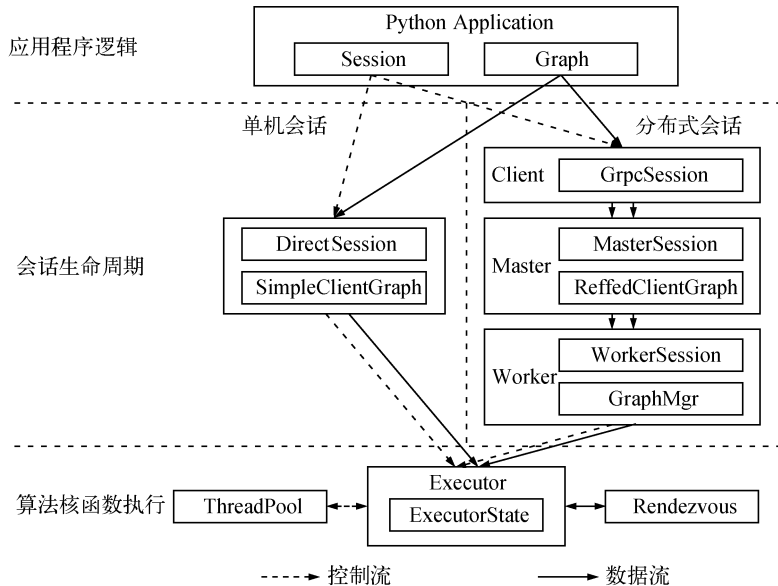 Python Application
应用程序逻辑
Session
Graph
单机会话
分布式会话
Client
GrpcSession
会话生命周期
DirectSession
SimpleClientGraph
Master
MasterSession
ReffedClientGraph
Worker
WorkerSession
GraphMgr
算法核函数执行
ThreadPool
Executor
ExecutorState
Rendezvous
控制流
数据流